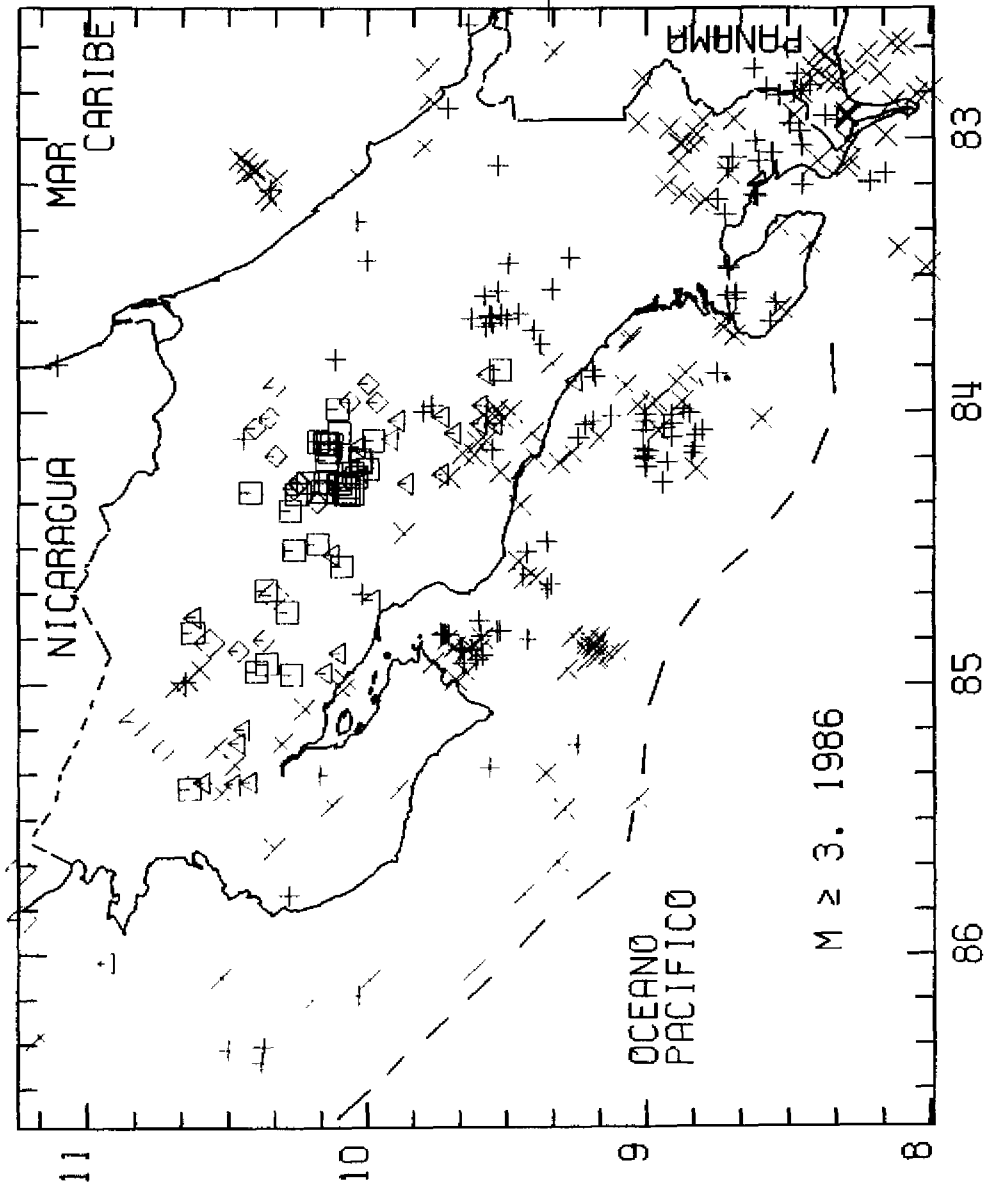 MAR
CARIBE
NICARAGUA
PANAMA
OCEANO
PACIFICO
M ≥ 3. 1986
11
10
9
8
86
85
84
83